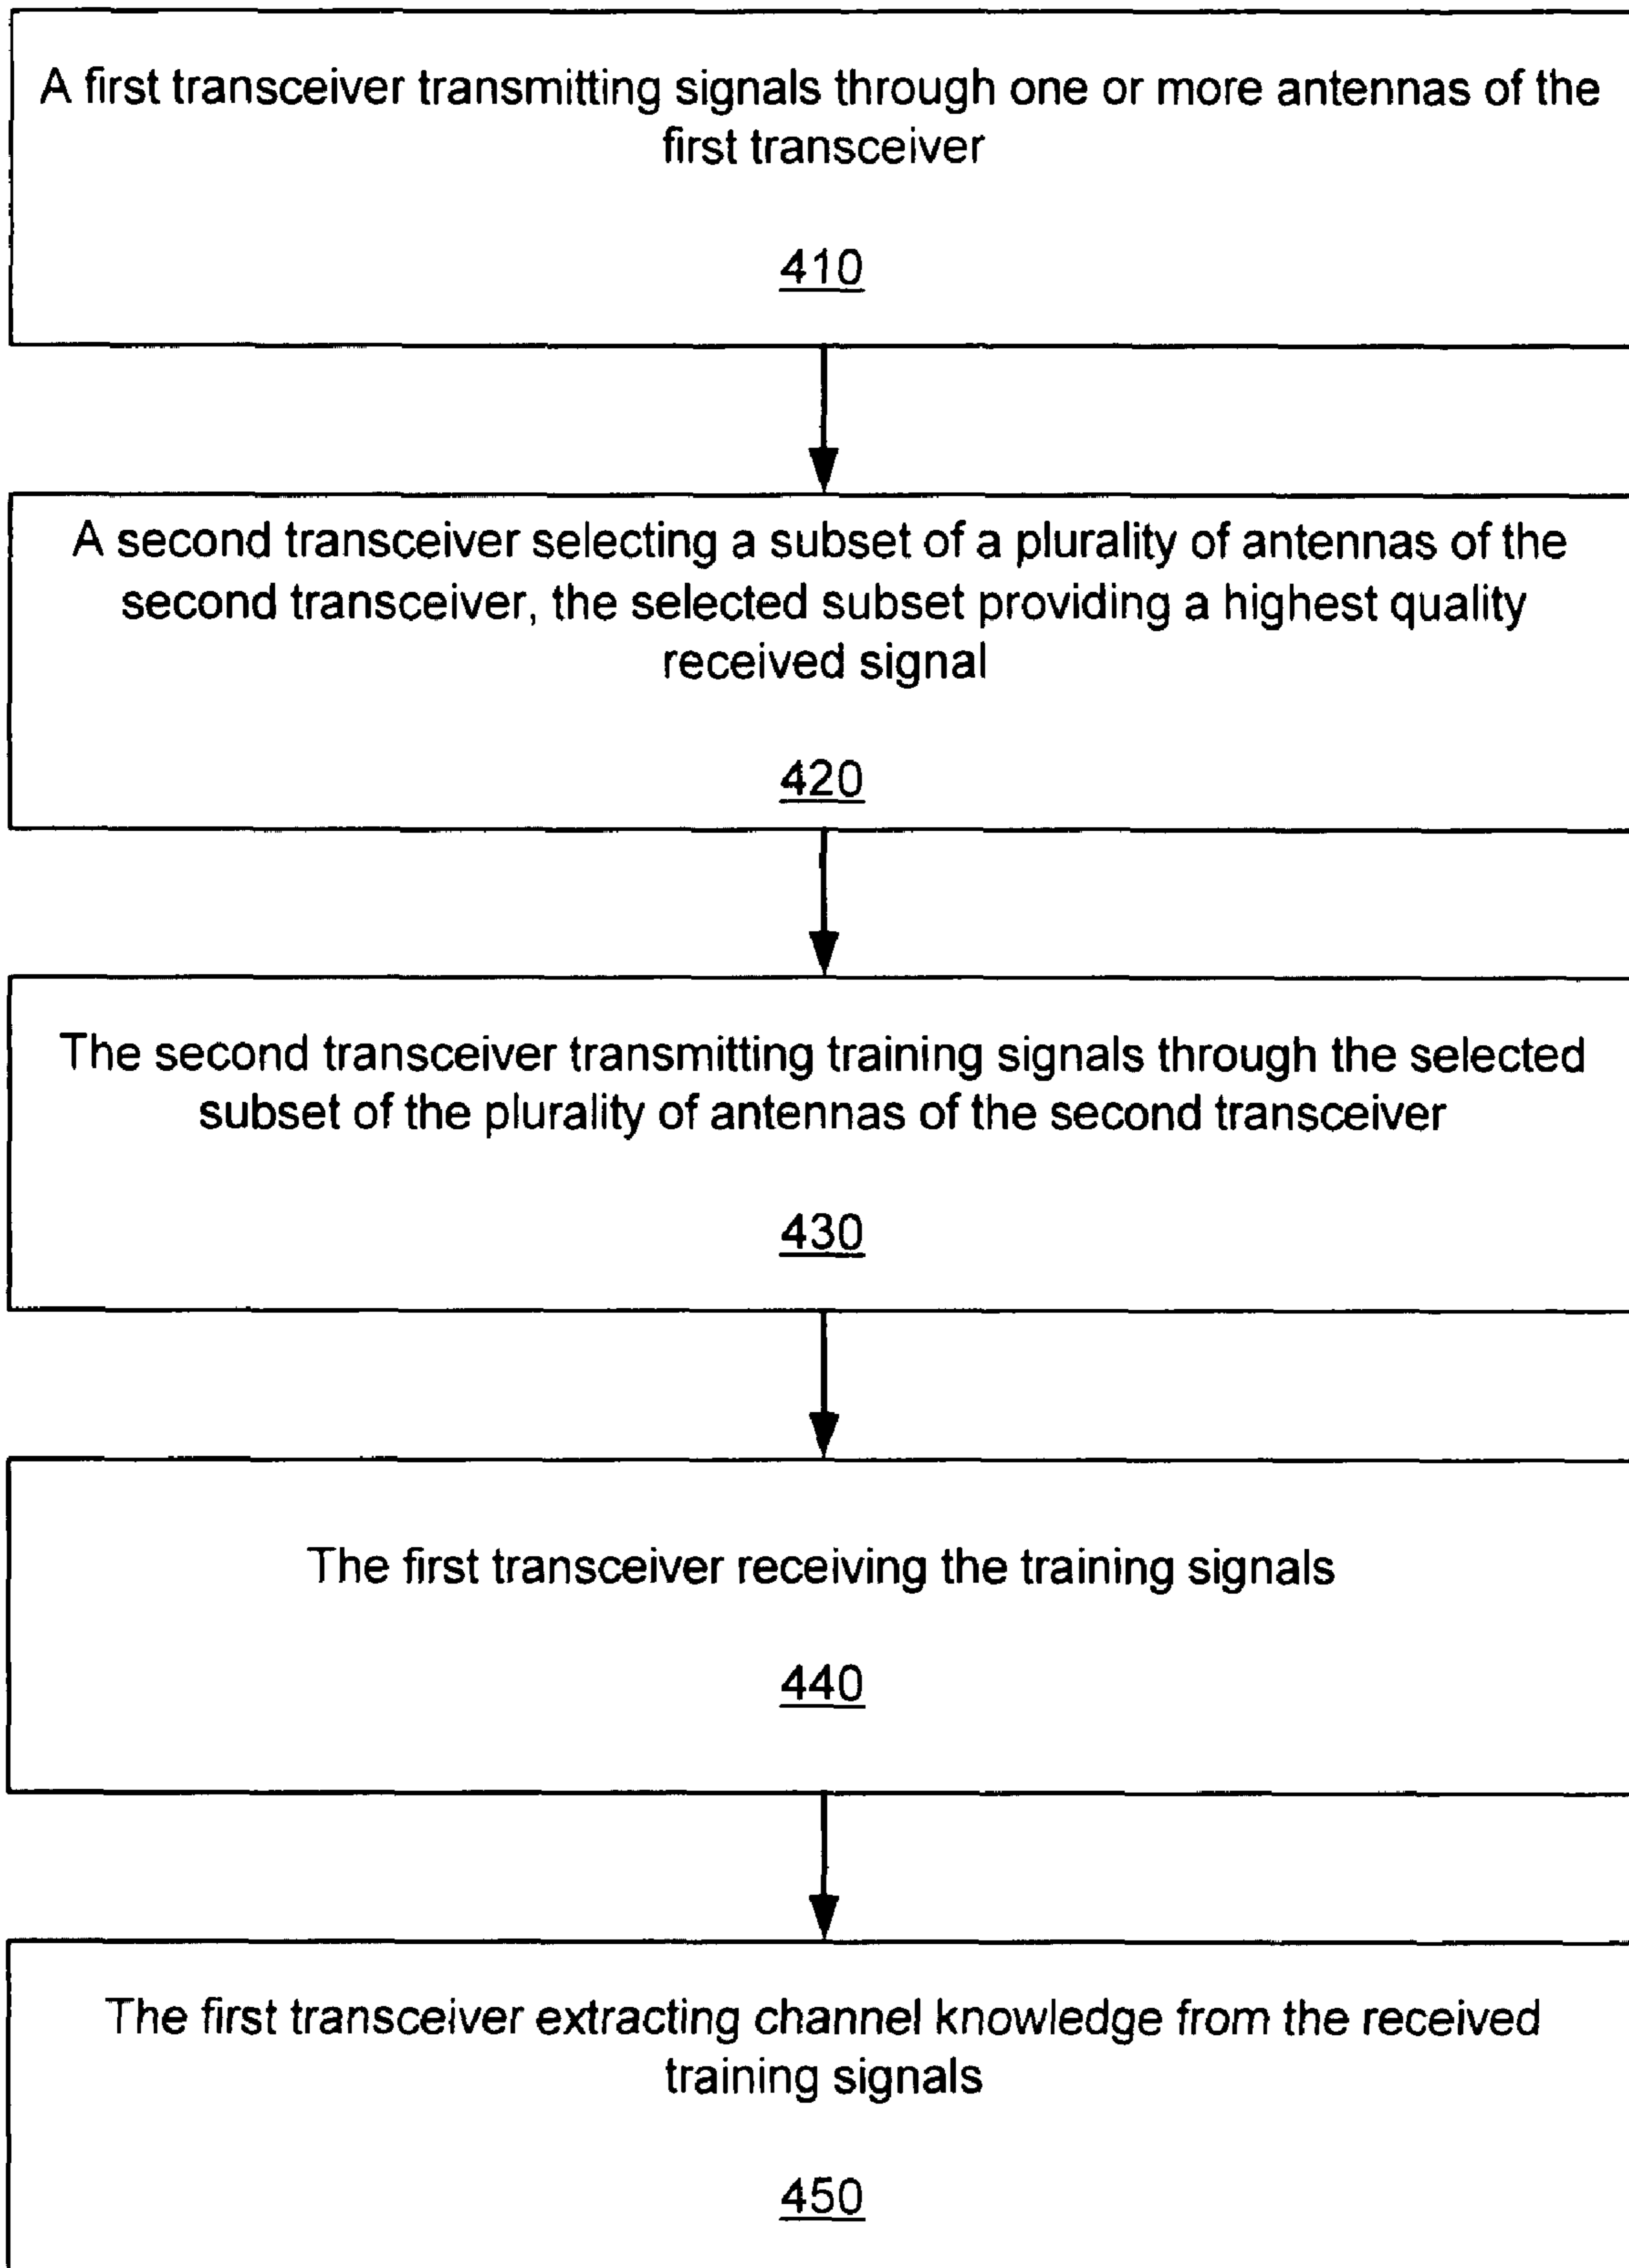 A first transceiver transmitting signals through one or more antennas of the
first transceiver
410
A second transceiver selecting a subset of a plurality of antennas of the
second transceiver, the selected subset providing a highest quality
received signal
420
The second transceiver transmitting training signals through the selected
subset of the plurality of antennas of the second transceiver
430
The first transceiver receiving the training signals
440
The first transceiver extracting channel knowledge from the received
training signals
450